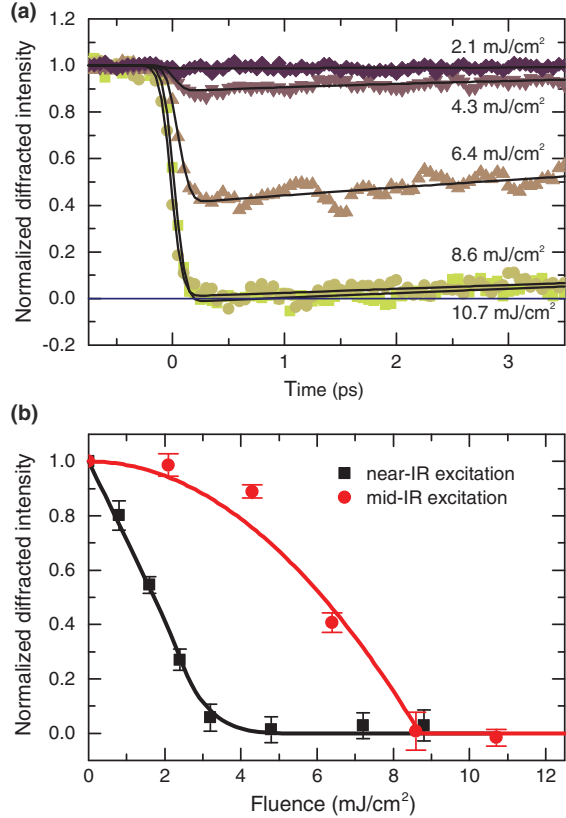 (a)
1.2
1.0
0.8
0.6
0.4
0.2
0.0
-0.2
Normalized diffracted intensity
2.1 mJ/cm²
4.3 mJ/cm²
6.4 mJ/cm²
8.6 mJ/cm²
10.7 mJ/cm²
0 1 2 3
Time (ps)
(b)
1.0
0.8
0.6
0.4
0.2
0.0
Normalized diffracted intensity
near-IR excitation
mid-IR excitation
0 2 4 6 8 10 12
Fluence (mJ/cm²)